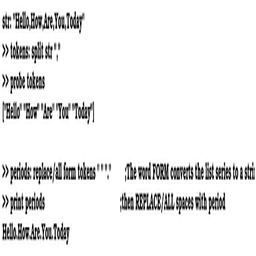 str: "Hello,How,Are,You,Today"
>> tokens: split str ","
>> probe tokens
["Hello" "How" "Are" "You" "Today"]
>> periods: replace/all form tokens " " "." ;The word FORM converts the list series to a
>> print periods ;then REPLACE/ALL spaces with period
Hello.How.Are.You.Today